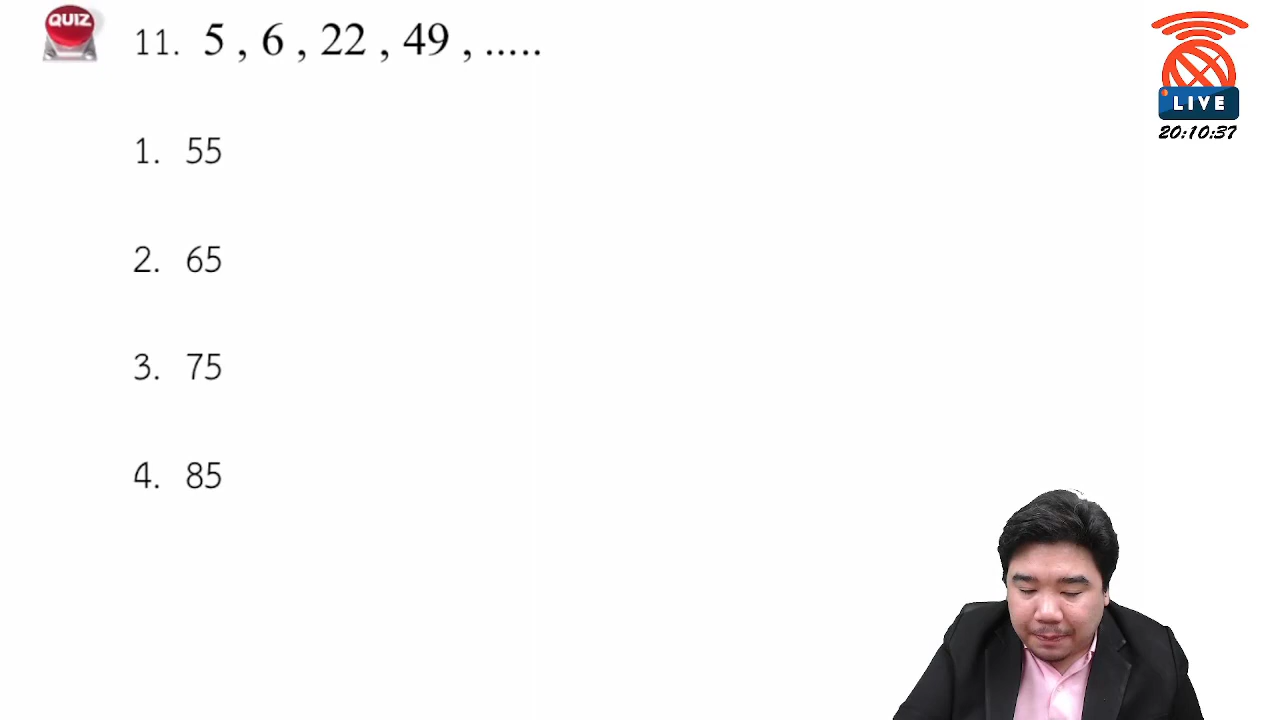 QUIZ
11. 5 , 6 , 22 , 49 , .....
1. 55
2. 65
3. 75
4. 85
LIVE
20:10:37